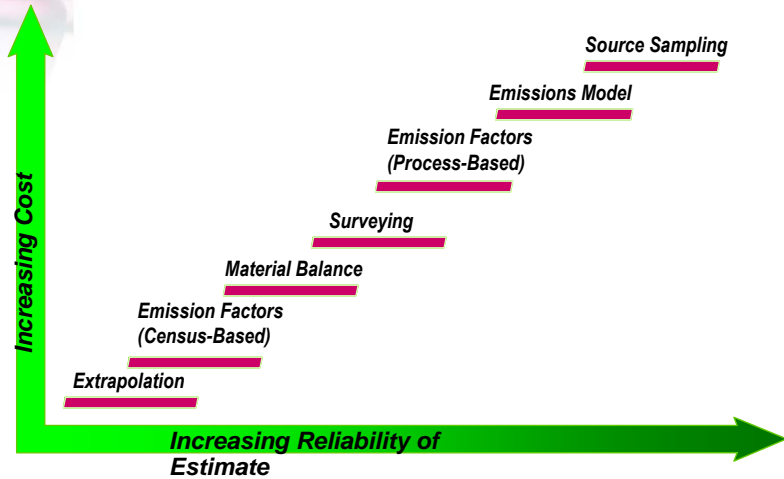 Source Sampling
Emissions Model
Emission Factors
(Process-Based)
Surveying
Material Balance
Emission Factors
(Census-Based)
Extrapolation
Increasing Cost
Increasing Reliability of
Estimate